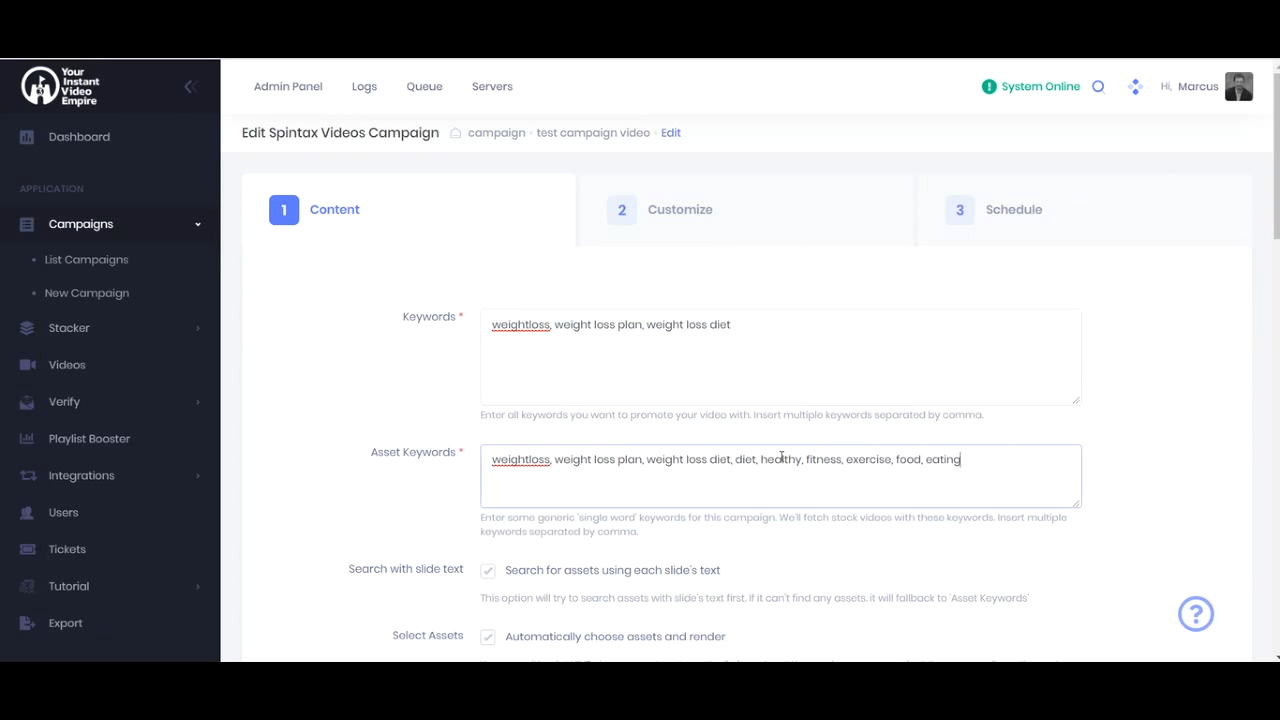 Your
Instant
Video
Empire
Admin Panel
Logs
Queue
Servers
System Online
Hi, Marcus
Dashboard
APPLICATION
Campaigns
List Campaigns
New Campaign
Stacker
Videos
Verify
Playlist Booster
Integrations
Users
Tickets
Tutorial
Export
Edit Spintax Videos Campaign
campaign
test campaign video
Edit
1 Content
2 Customize
3 Schedule
Keywords *
weightloss, weight loss plan, weight loss diet
Enter all keywords you want to promote your video with. Insert multiple keywords separated by comma.
Asset Keywords *
weightloss, weight loss plan, weight loss diet, diet, healthy, fitness, exercise, food, eating
Enter some generic 'single word' keywords for this campaign. We'll fetch stock videos with these keywords. Insert multiple
keywords separated by comma.
Search with slide text
Search for assets using each slide's text
This option will try to search assets with slide's text first. If it can't find any assets. it will fallback to 'Asset Keywords'
Select Assets
Automatically choose assets and render